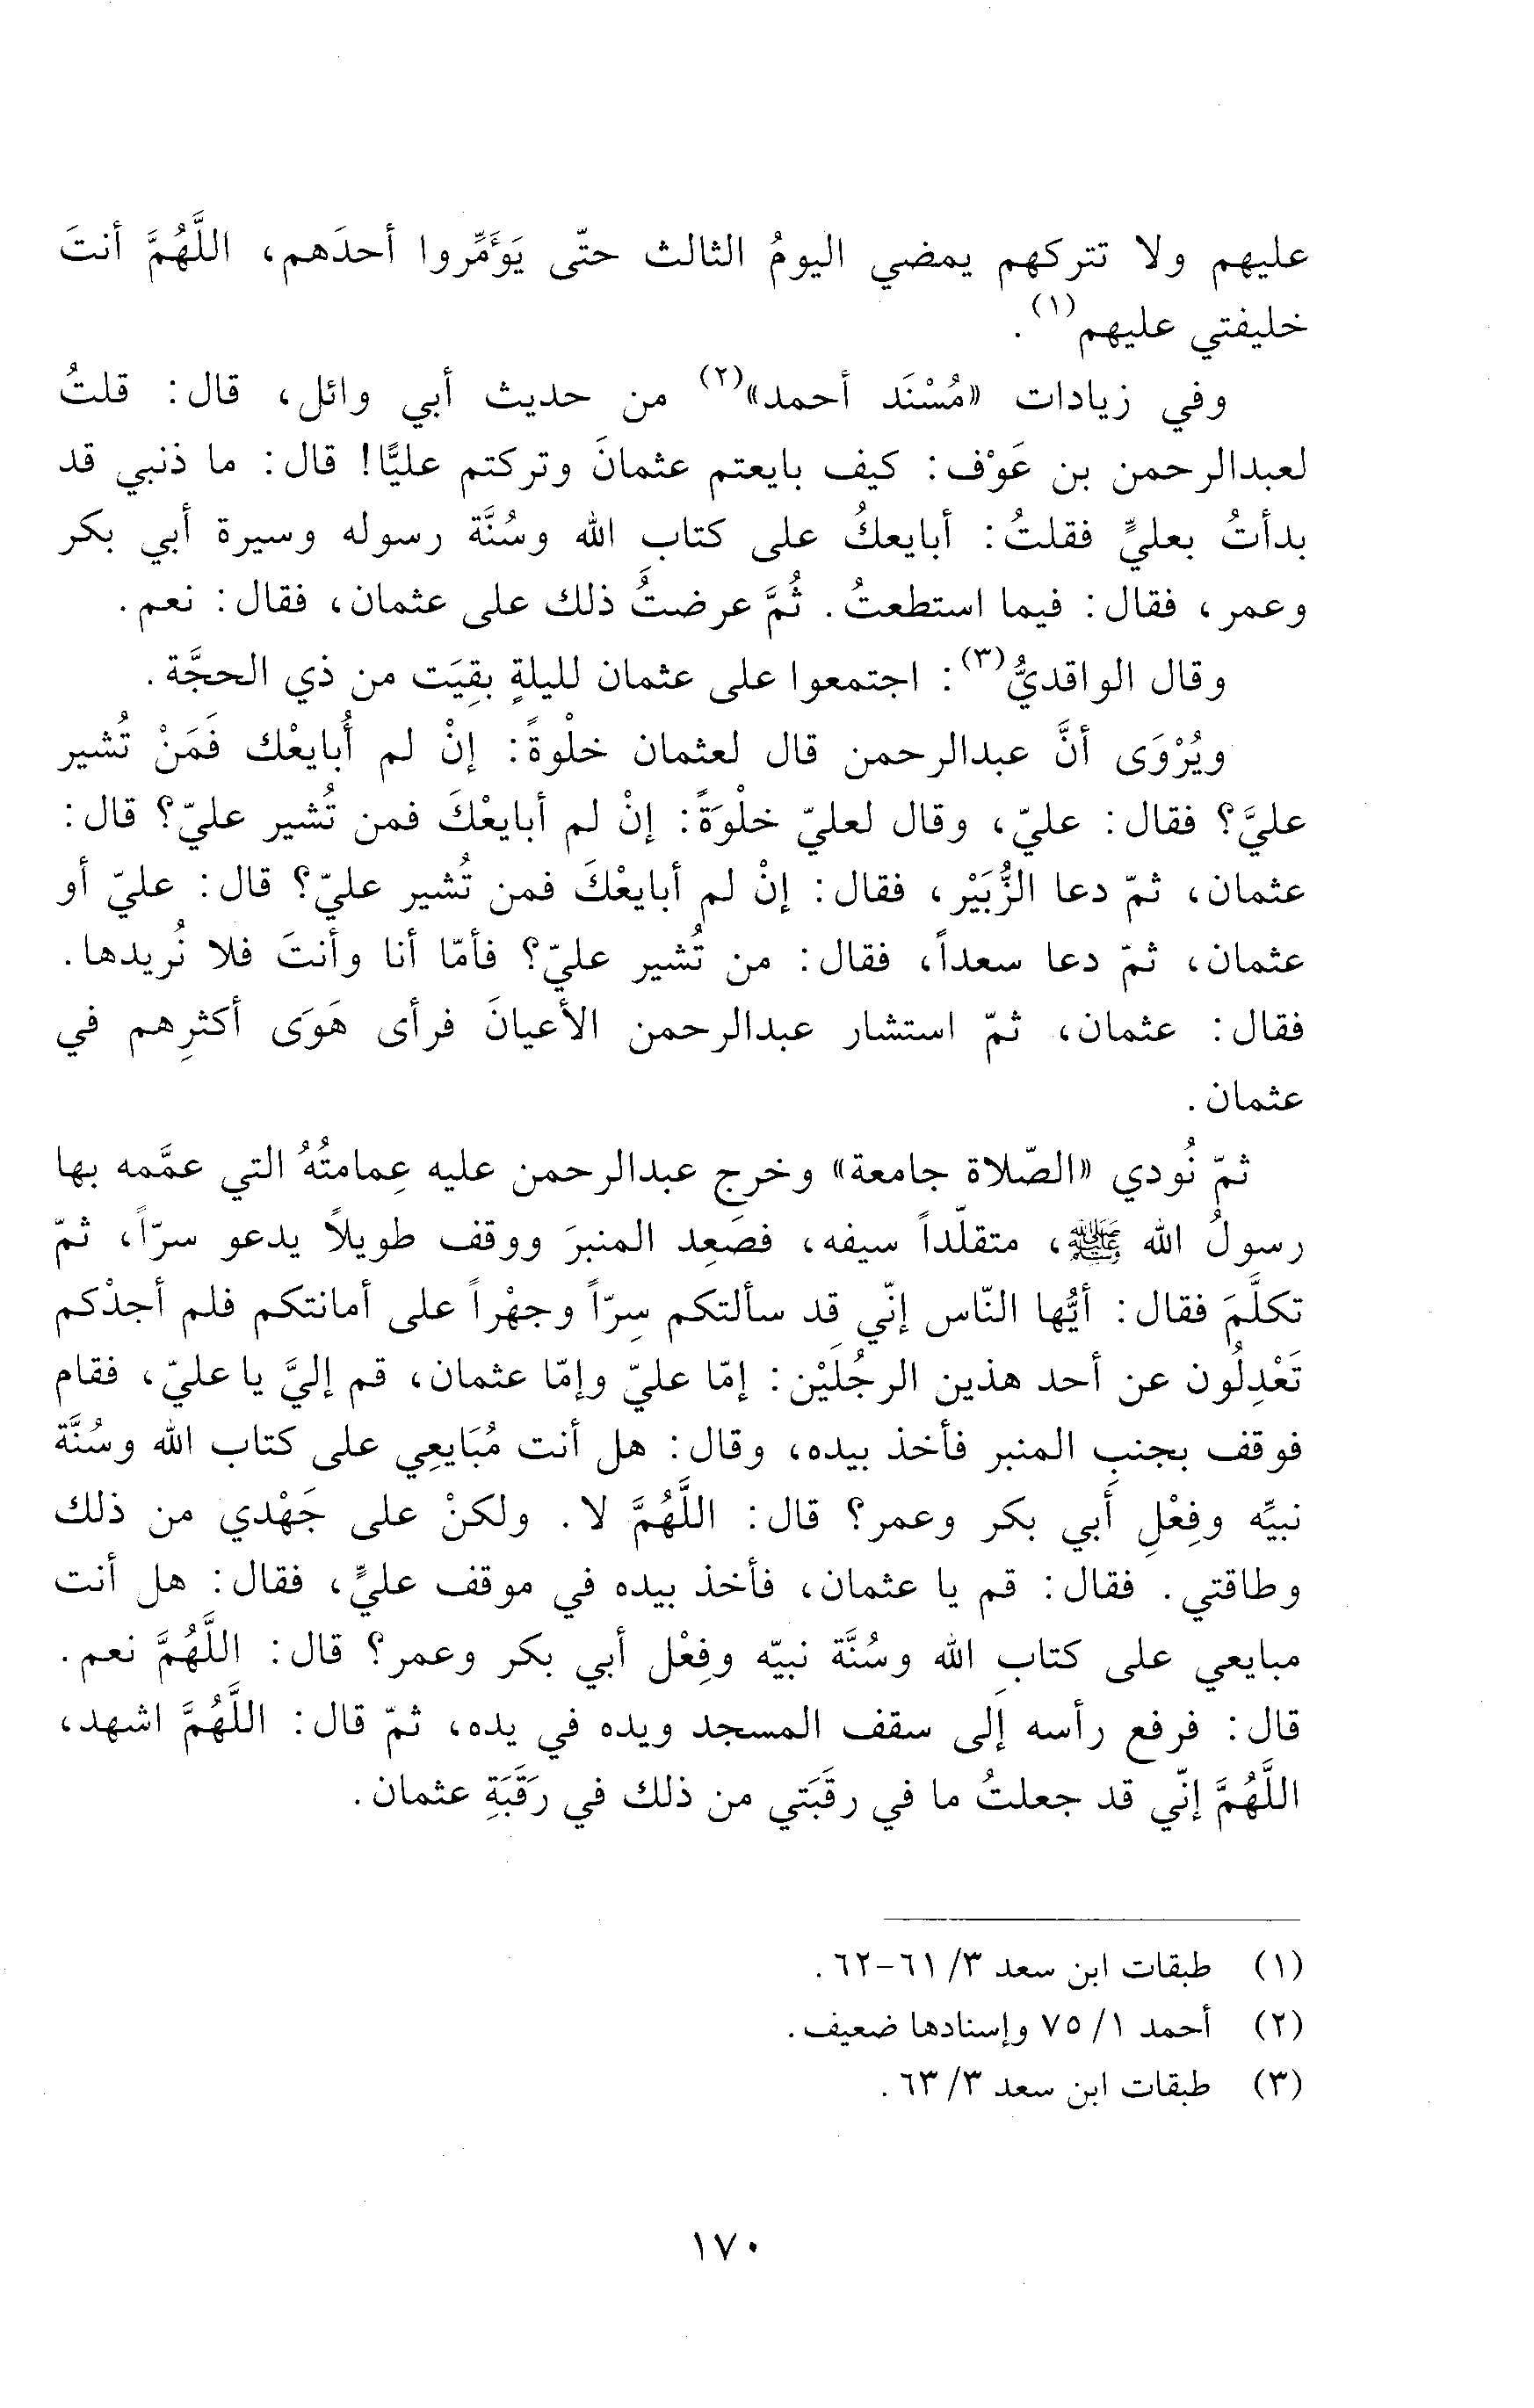 عليهم ولا تتركهم يمضي اليومُ الثالث حتّى يَوَمِّروا أحدَهم، اللَّهُمَّ أنتَ
خليفتي عليهم(١).
وفي زيادات «مُسْنَد أحمد»(٢) من حديث أبي وائل، قال: قلتُ
لعبدالرحمن بن عَوْف: كيف بايعتم عثمانَ وتركتم عليًّا! قال: ما ذنبي قد
بدأتُ بعليٍّ فقلتُ: أبايعكُ على كتابِ الله وسُنَّة رسوله وسيرة أبي بكر
وعمر، فقال: فيما استطعتُ. ثُمَّ عرضتُ ذلك على عثمان، فقال: نعم.
وقال الواقديُّ(٣): اجتمعوا على عثمان لليلةٍ بقِيَت من ذي الحجَّة.
ويُرْوَى أنَّ عبدالرحمن قال لعثمان خلْوةً: إنْ لم أُبايعْك فَمَنْ تُشير
عليَّ؟ فقال: عليّ، وقال لعليّ خلْوَةً: إنْ لم أبايعْكَ فمن تُشير عليّ؟ قال:
عثمان، ثمّ دعا الزُّبَيْر، فقال: إنْ لم أبايعْكَ فمن تُشير عليّ؟ قال: عليّ أو
عثمان، ثمّ دعا سعداً، فقال: من تُشير عليّ؟ فأمّا أنا وأنتَ فلا نُريدها.
فقال: عثمان، ثمّ استشار عبدالرحمن الأعيانَ فرأى هَوَى أكثرِهم في
عثمان.
ثمّ نُودي «الصّلاة جامعة» وخرج عبدالرحمن عليه عِمامتُهُ التي عمَّمه بها
رسولُ الله ﷺ، متقلّداً سيفه، فصَعِد المنبرَ ووقف طويلاً يدعو سرّاً، ثمّ
تكلَّمَ فقال: أيُّها النّاس إنّي قد سألتكم سِرّاً وجهْراً على أمانتكم فلم أجدْكم
تَعْدِلُون عن أحد هذين الرجُلَيْن: إمّا عليّ وإمّا عثمان، قم إليَّ يا عليّ، فقام
فوقف بجنبِ المنبر فأخذ بيده، وقال: هل أنت مُبَايعِي على كتاب الله وسُنَّة
نبيِّه وفِعْلِ أبي بكر وعمر؟ قال: اللَّهُمَّ لا. ولكنْ على جَهْدي من ذلك
وطاقتي. فقال: قم يا عثمان، فأخذ بيده في موقف عليٍّ، فقال: هل أنت
مبايعي على كتابِ الله وسُنَّة نبيّه وفِعْل أبي بكر وعمر؟ قال: اللَّهُمَّ نعم.
قال: فرفع رأسه إلى سقف المسجد ويده في يده، ثمّ قال: اللَّهُمَّ اشهد،
اللَّهُمَّ إنّي قد جعلتُ ما في رقَبَتي من ذلك في رَقَبَةِ عثمان.
(١) طبقات ابن سعد ٣/ ٦١-٦٢.
(٢) أحمد ١/ ٧٥ وإسنادها ضعيف.
(٣) طبقات ابن سعد ٣/ ٦٣.
١٧٠